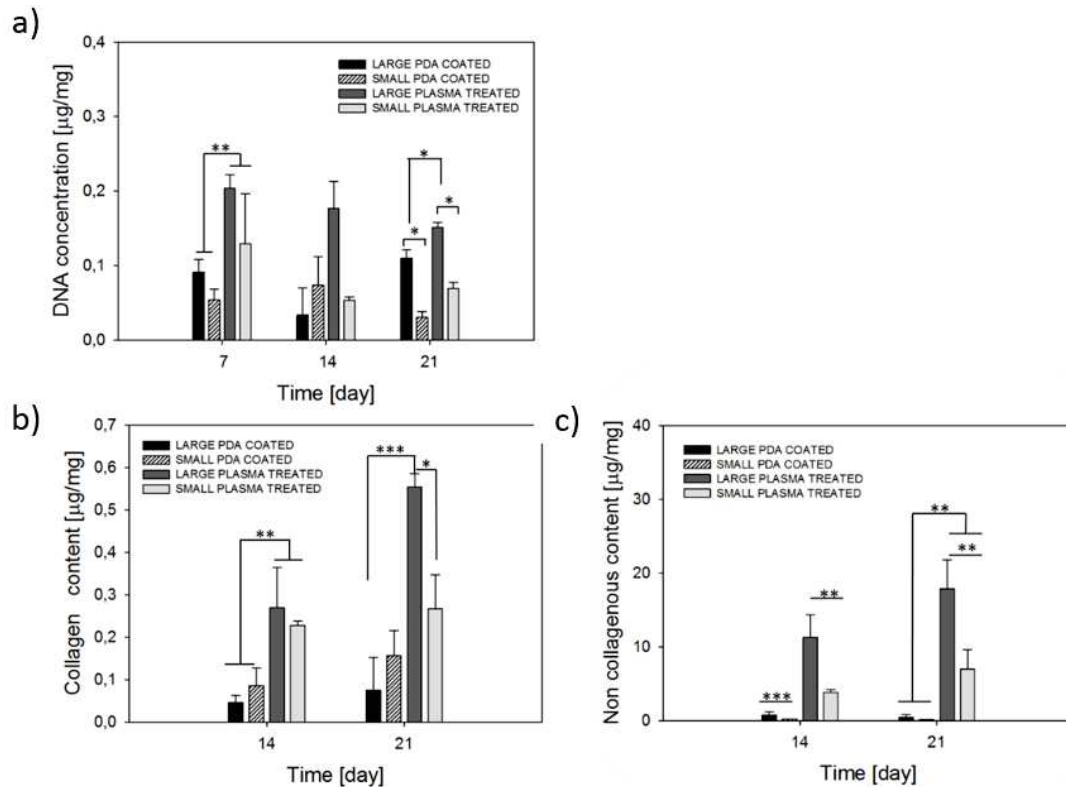 a)
0,4
0,3
0,2
0,1
0,0
DNA concentration [µg/mg]
LARGE PDA COATED
SMALL PDA COATED
LARGE PLASMA TREATED
SMALL PLASMA TREATED
**
*
*
*
7 14 21
Time [day]
b)
0,7
0,6
0,5
0,4
0,3
0,2
0,1
0,0
Collagen content [µg/mg]
LARGE PDA COATED
SMALL PDA COATED
LARGE PLASMA TREATED
SMALL PLASMA TREATED
**
***
*
14 21
Time [day]
c)
40
30
20
10
0
Non collagenous content [µg/mg]
LARGE PDA COATED
SMALL PDA COATED
LARGE PLASMA TREATED
SMALL PLASMA TREATED
***
**
**
**
14 21
Time [day]